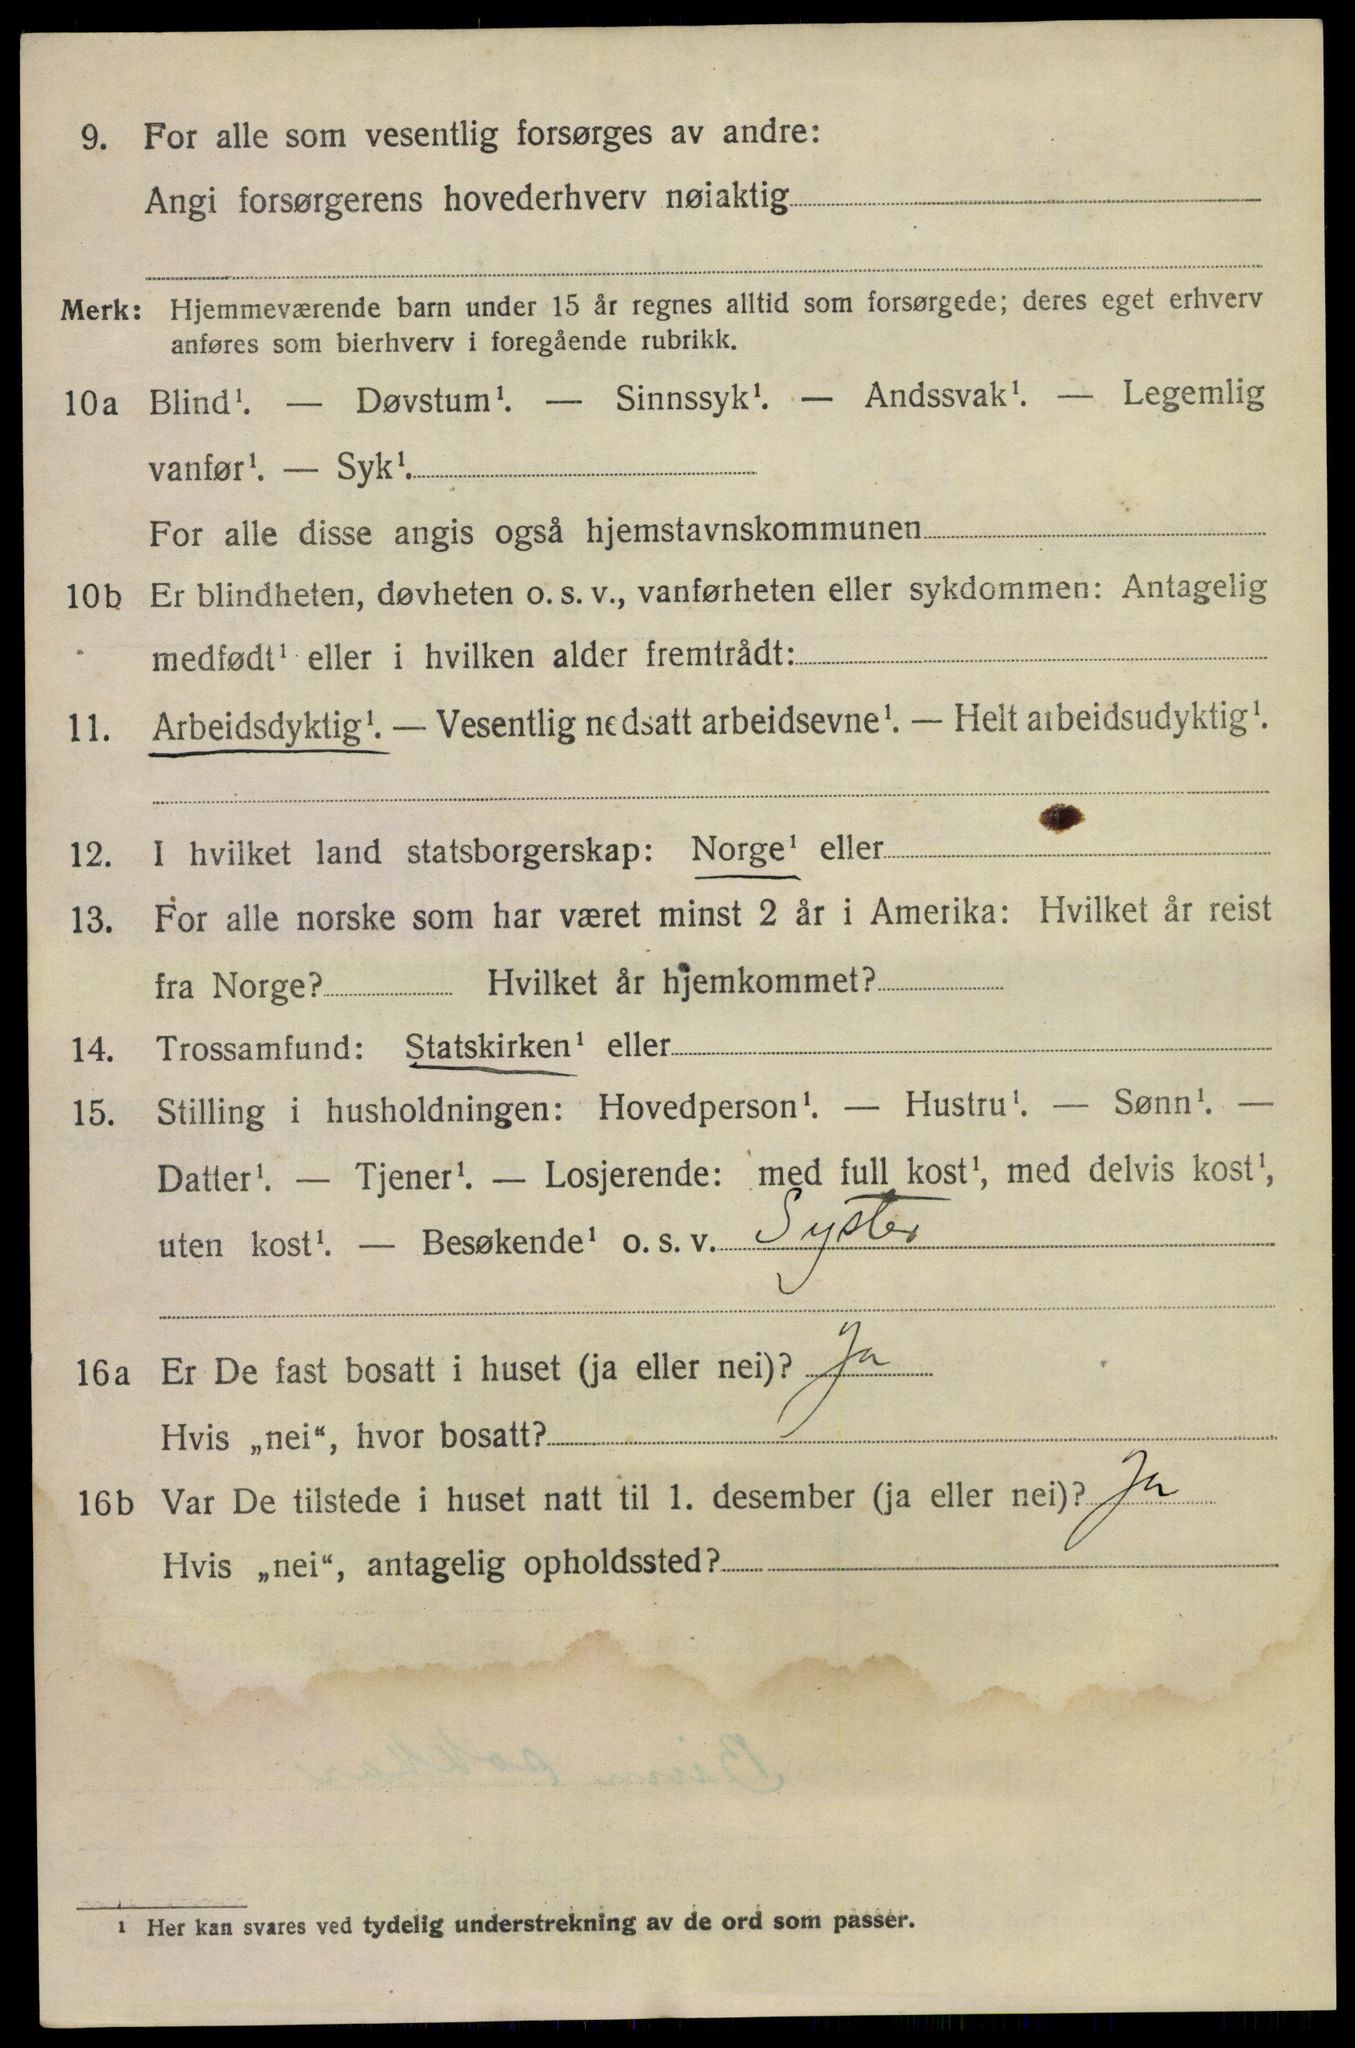 9. For alle som vesentlig forsørges av andre:
Angi forsørgerens hovederhverv nøiaktig
Merk: Hjemmeværende barn under 15 år regnes alltid som forsørgede; deres eget erhverv
anføres som bierhverv i foregående rubrikk.
10a Blind¹. — Døvstum¹. — Sinnssyk¹. — Andssvak¹. — Legemlig
vanfør¹. — Syk¹.
For alle disse angis også hjemstavnskommunen
10b Er blindheten, døvheten o. s. v., vanførheten eller sykdommen: Antagelig
medfødt¹ eller i hvilken alder fremtrådt:
11. Arbeidsdyktig¹. — Vesentlig nedsatt arbeidsevne¹. — Helt arbeidsudyktig¹.
12. I hvilket land statsborgerskap: Norge¹ eller
13. For alle norske som har været minst 2 år i Amerika: Hvilket år reist
fra Norge? Hvilket år hjemkommet?
14. Trossamfund: Statskirken¹ eller
15. Stilling i husholdningen: Hovedperson¹. — Hustru¹. — Sønn¹. —
Datter¹. — Tjener¹. — Losjerende: med full kost¹, med delvis kost¹,
uten kost¹. — Besøkende¹ o. s. v. Syster
16a Er De fast bosatt i huset (ja eller nei)? Ja
Hvis „nei“, hvor bosatt?
16b Var De tilstede i huset natt til 1. desember (ja eller nei)? Ja
Hvis „nei“, antagelig opholdssted?
¹ Her kan svares ved tydelig understrekning av de ord som passer.